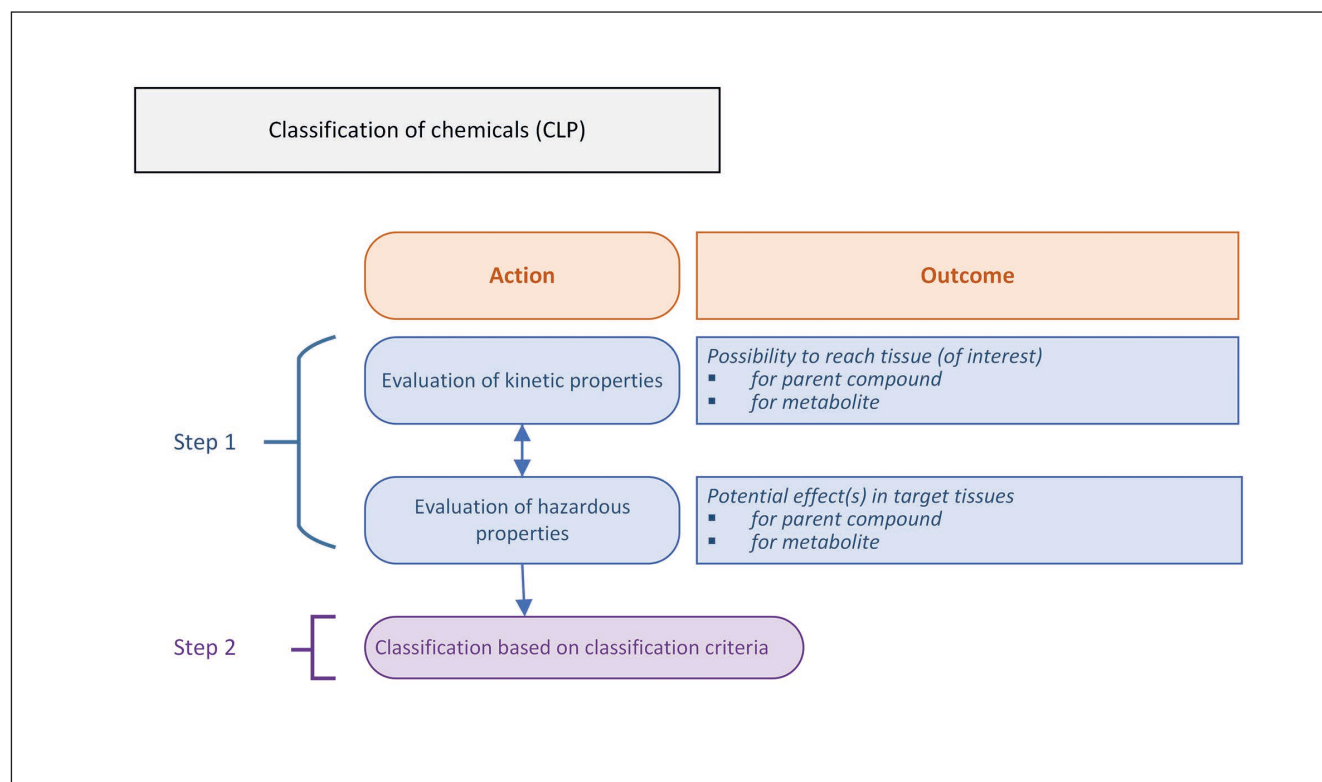 Classification of chemicals (CLP)
Action
Outcome
Step 1
Evaluation of kinetic properties
Possibility to reach tissue (of interest)
▪ for parent compound
▪ for metabolite
Evaluation of hazardous
properties
Potential effect(s) in target tissues
▪ for parent compound
▪ for metabolite
Step 2
Classification based on classification criteria